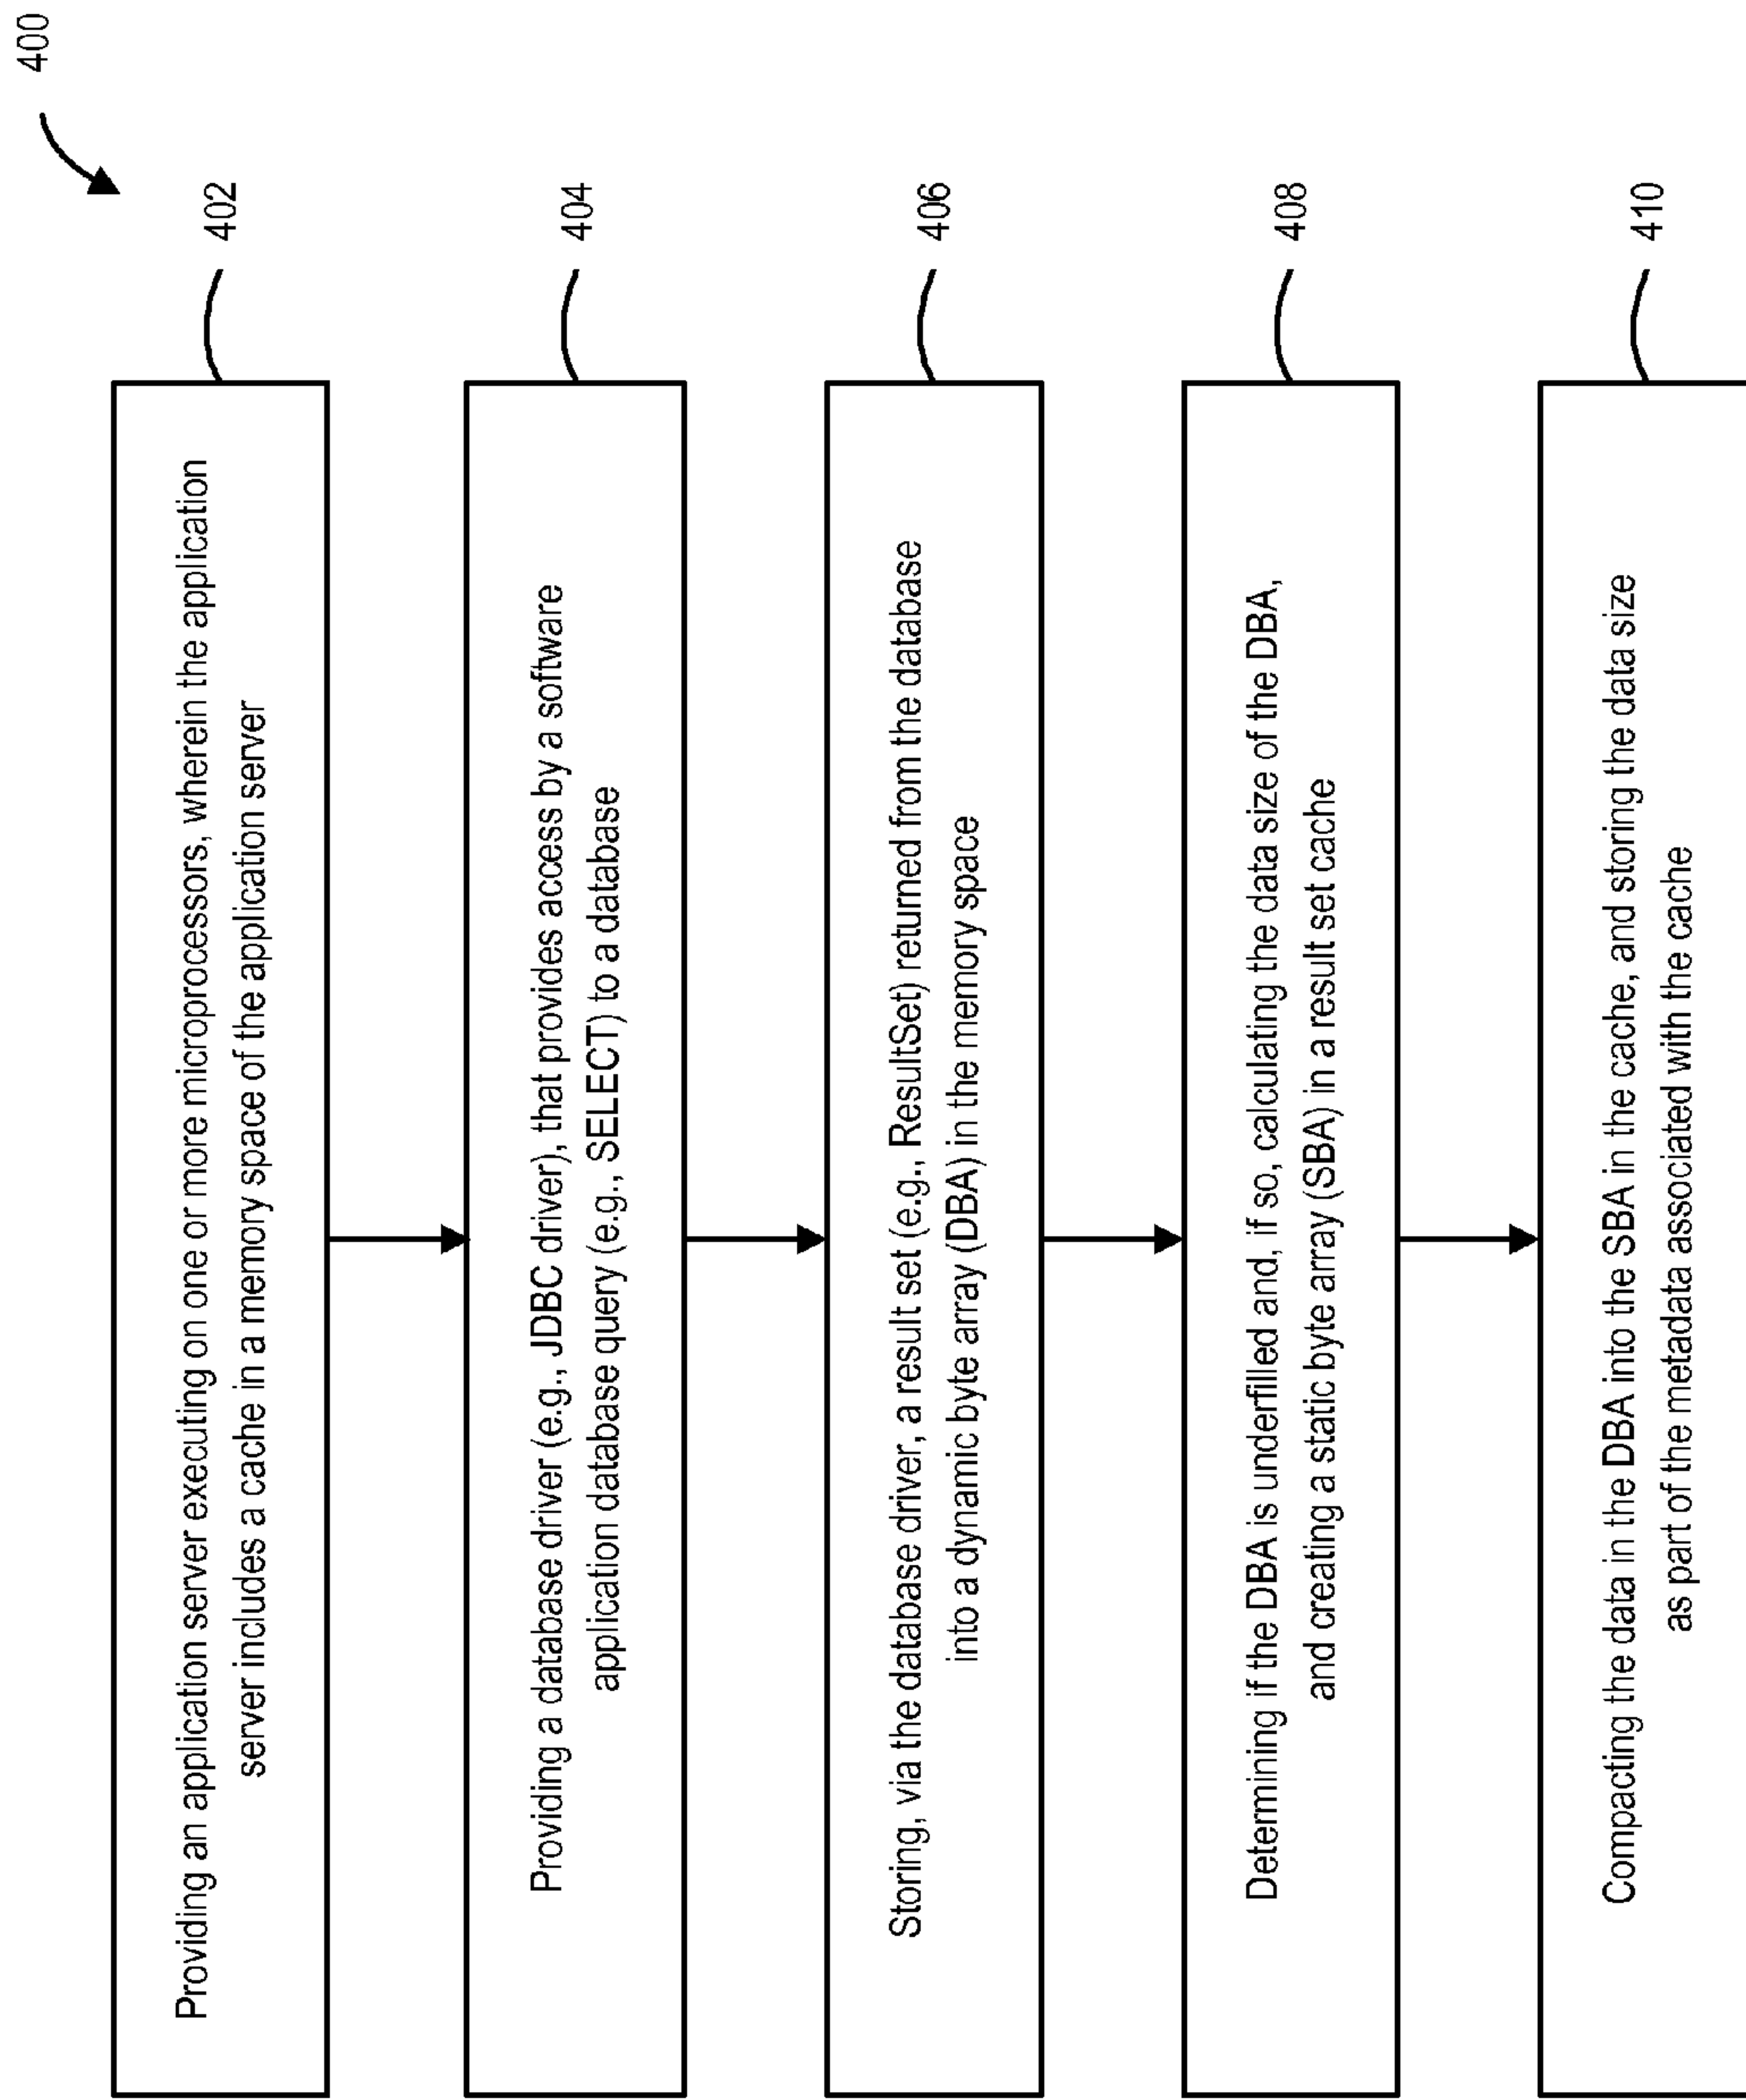 400
402
Providing an application server executing on one or more microprocessors, wherein the application
server includes a cache in a memory space of the application server
404
Providing a database driver (e.g., JDBC driver), that provides access by a software
application database query (e.g., SELECT) to a database
406
Storing, via the database driver, a result set (e.g., ResultSet) returned from the database
into a dynamic byte array (DBA) in the memory space
408
Determining if the DBA is underfilled and, if so, calculating the data size of the DBA,
and creating a static byte array (SBA) in a result set cache
410
Compacting the data in the DBA into the SBA in the cache, and storing the data size
as part of the metadata associated with the cache